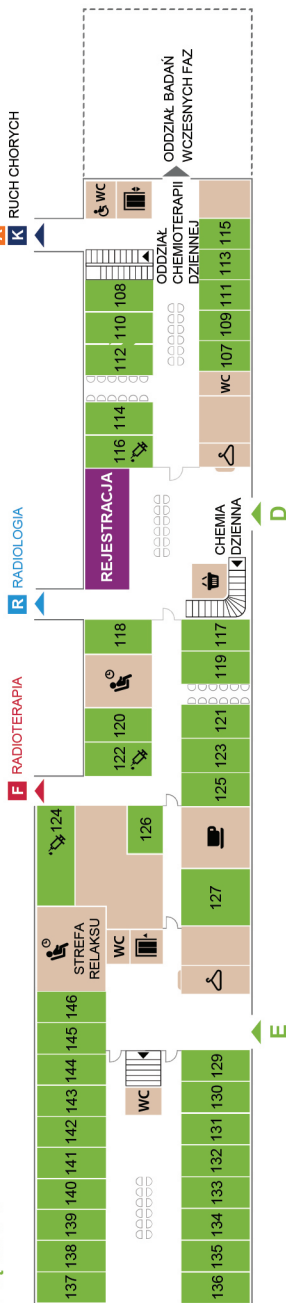 F RADIOTERAPIA
R RADIOLOGIA
K RUCH CHORYCH
137
138
139
140
141
142
143
144
145
146
STREFA
RELAKSU
124
126
122
120
118
REJESTRACJA
116
114
112
110
108
WC
ODDZIAŁ BADAŃ
WCZESNYCH FAZ
ODDZIAŁ
CHEMIOTERAPII
DZIENNEJ
WC
WC
136
135
134
133
132
131
130
129
127
125
123
121
119
117
CHEMIA
DZIENNA
WC
107
109
111
113
115
E
D